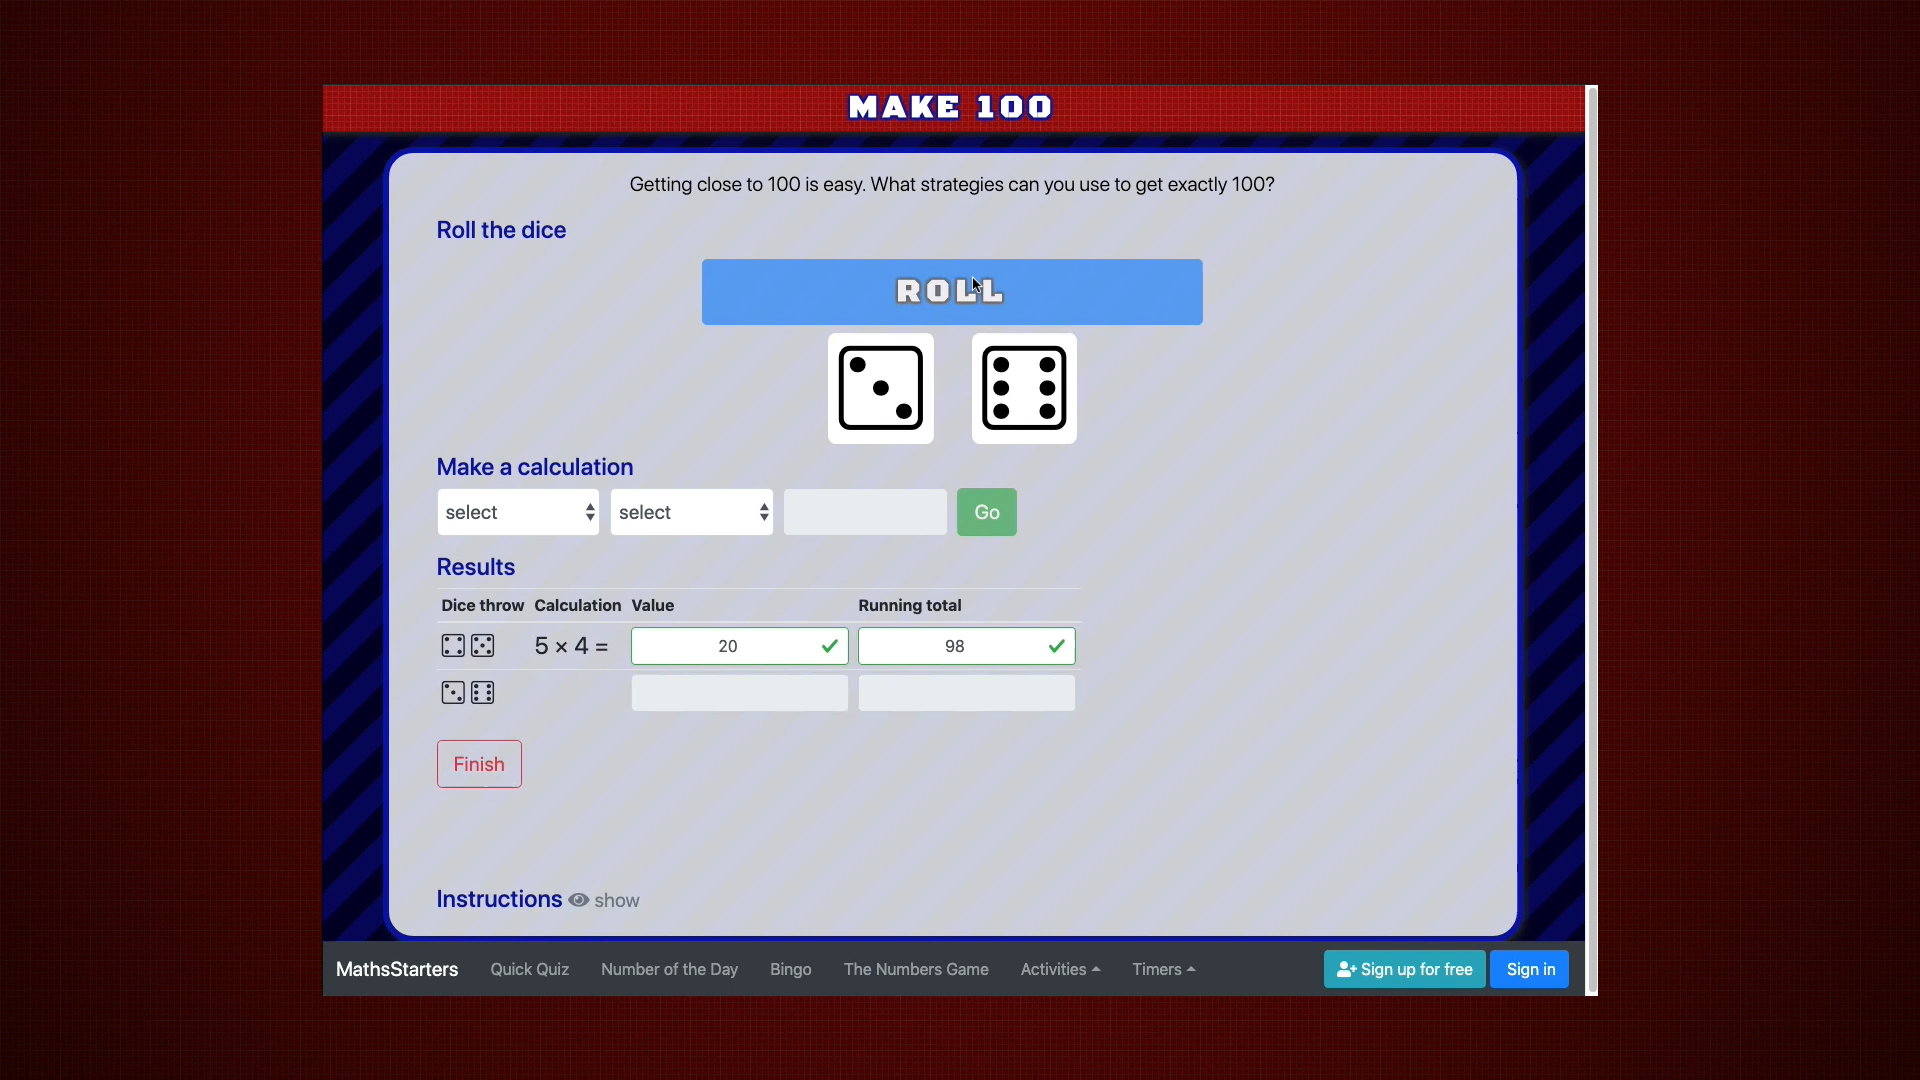 MAKE 100
Getting close to 100 is easy. What strategies can you use to get exactly 100?
Roll the dice
ROLL
Make a calculation
select select Go
Results
Dice throw Calculation Value Running total
5 × 4 = 20 98
Finish
Instructions show
MathsStarters Quick Quiz Number of the Day Bingo The Numbers Game Activities Timers Sign up for free Sign in